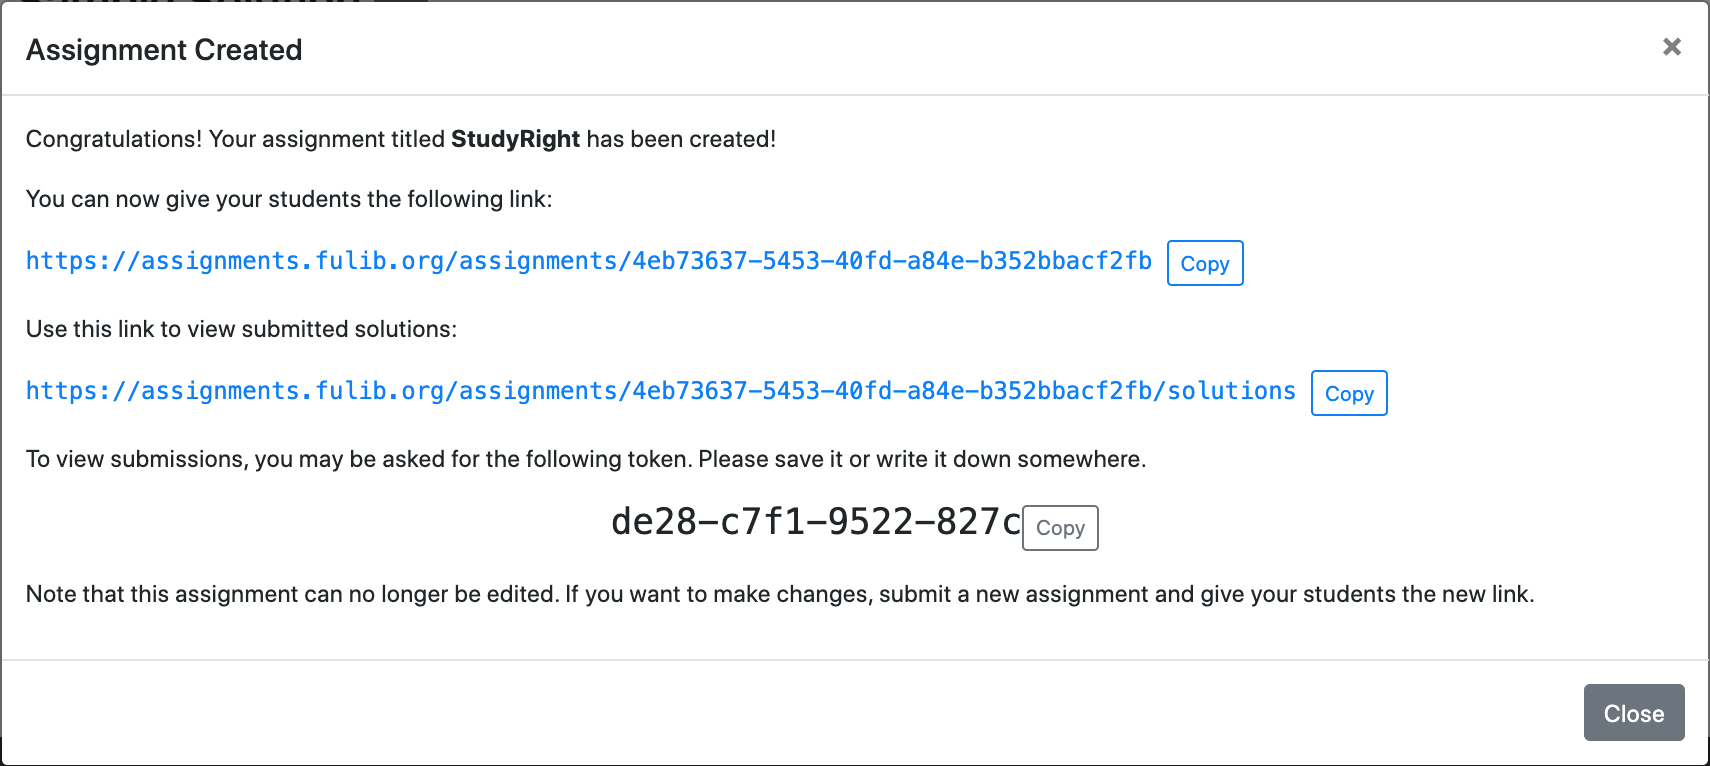 Assignment Created
×
Congratulations! Your assignment titled StudyRight has been created!
You can now give your students the following link:
https://assignments.fulib.org/assignments/4eb73637-5453-40fd-a84e-b352bbacf2fb Copy
Use this link to view submitted solutions:
https://assignments.fulib.org/assignments/4eb73637-5453-40fd-a84e-b352bbacf2fb/solutions Copy
To view submissions, you may be asked for the following token. Please save it or write it down somewhere.
de28-c7f1-9522-827c Copy
Note that this assignment can no longer be edited. If you want to make changes, submit a new assignment and give your students the new link.
Close